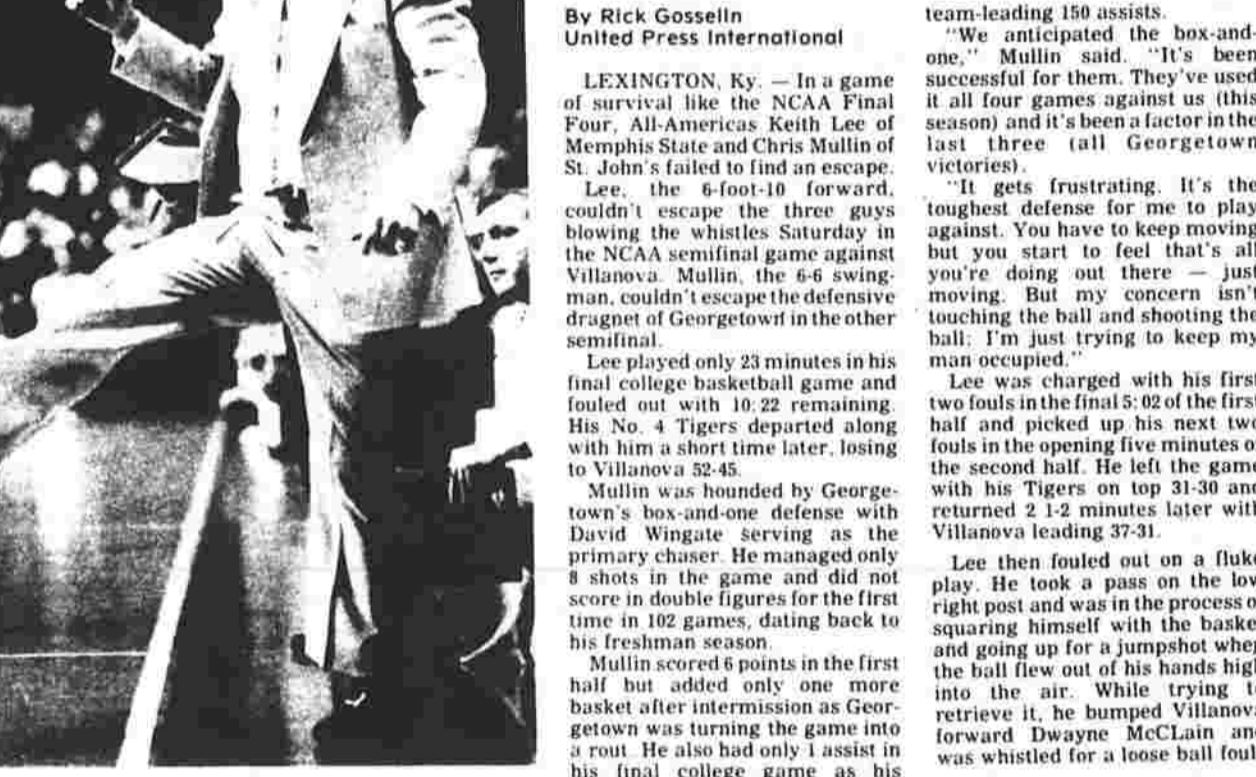 By Rick Gosselin
United Press International
LEXINGTON, Ky. — In a game
of survival like the NCAA Final
Four, All-Americas Keith Lee of
Memphis State and Chris Mullin of
St. John's failed to find an escape.
Lee, the 6-foot-10 forward,
couldn't escape the three guys
blowing the whistles Saturday in
the NCAA semifinal game against
Villanova. Mullin, the 6-6 swing-
man, couldn't escape the defensive
dragnet of Georgetown in the other
semifinal.
Lee played only 23 minutes in his
final college basketball game and
fouled out with 10:22 remaining.
His No. 4 Tigers departed along
with him a short time later, losing
to Villanova 52-45.
Mullin was hounded by George-
town's box-and-one defense with
David Wingate serving as the
primary chaser. He managed only
8 shots in the game and did not
score in double figures for the first
time in 102 games, dating back to
his freshman season.
Mullin scored 6 points in the first
half but added only one more
basket after intermission as Geor-
getown was turning the game into
a rout. He also had only 1 assist in
his final college game as his
team-leading 150 assists.
"We anticipated the box-and-
one," Mullin said. "It's been
successful for them. They've used
it all four games against us (this
season) and it's been a factor in the
last three (all Georgetown
victories).
"It gets frustrating. It's the
toughest defense for me to play
against. You have to keep moving
but you start to feel that's all
you're doing out there — just
moving. But my concern isn't
touching the ball and shooting the
ball; I'm just trying to keep my
man occupied."
Lee was charged with his first
two fouls in the final 5:02 of the first
half and picked up his next two
fouls in the opening five minutes of
the second half. He left the game
with his Tigers on top 31-30 and
returned 2 1-2 minutes later with
Villanova leading 37-31.
Lee then fouled out on a fluke
play. He took a pass on the low
right post and was in the process o
squaring himself with the baske
and going up for a jumpshot when
the ball flew out of his hands hig
into the air. While trying
retrieve it, he bumped Villanov
forward Dwayne McCLain and
was whistled for a loose ball foul